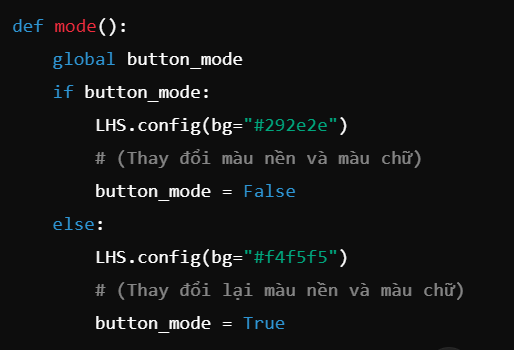 def mode():
    global button_mode
    if button_mode:
        LHS.config(bg="#292e2e")
        # (Thay đổi màu nền và màu chữ)
        button_mode = False
    else:
        LHS.config(bg="#f4f5f5")
        # (Thay đổi lại màu nền và màu chữ)
        button_mode = True